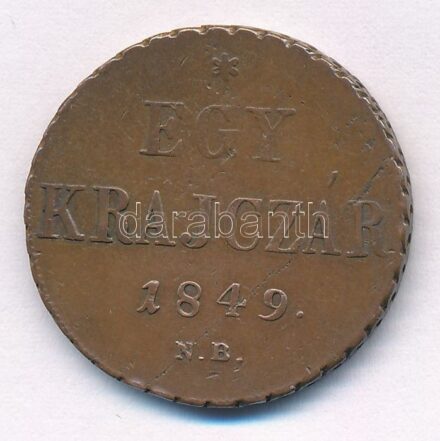 EGY
KRAJCZÁR
darabanth
1849.
N.B.